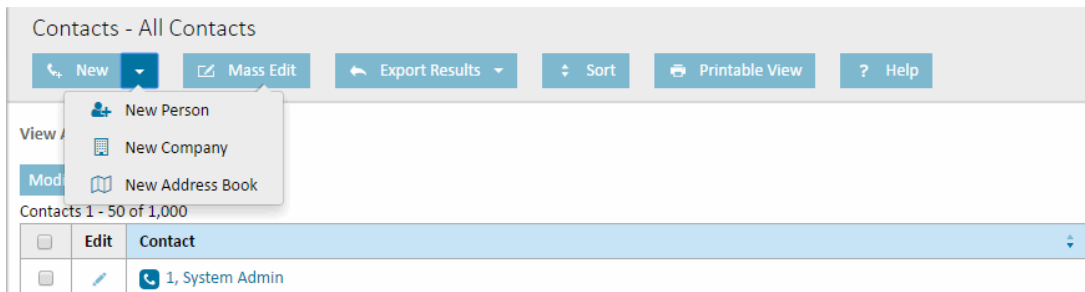 Contacts - All Contacts
New Mass Edit Export Results Sort Printable View ? Help
New Person
View
New Company
New Address Book
Contacts 1 - 50 of 1,000
Edit Contact
1, System Admin